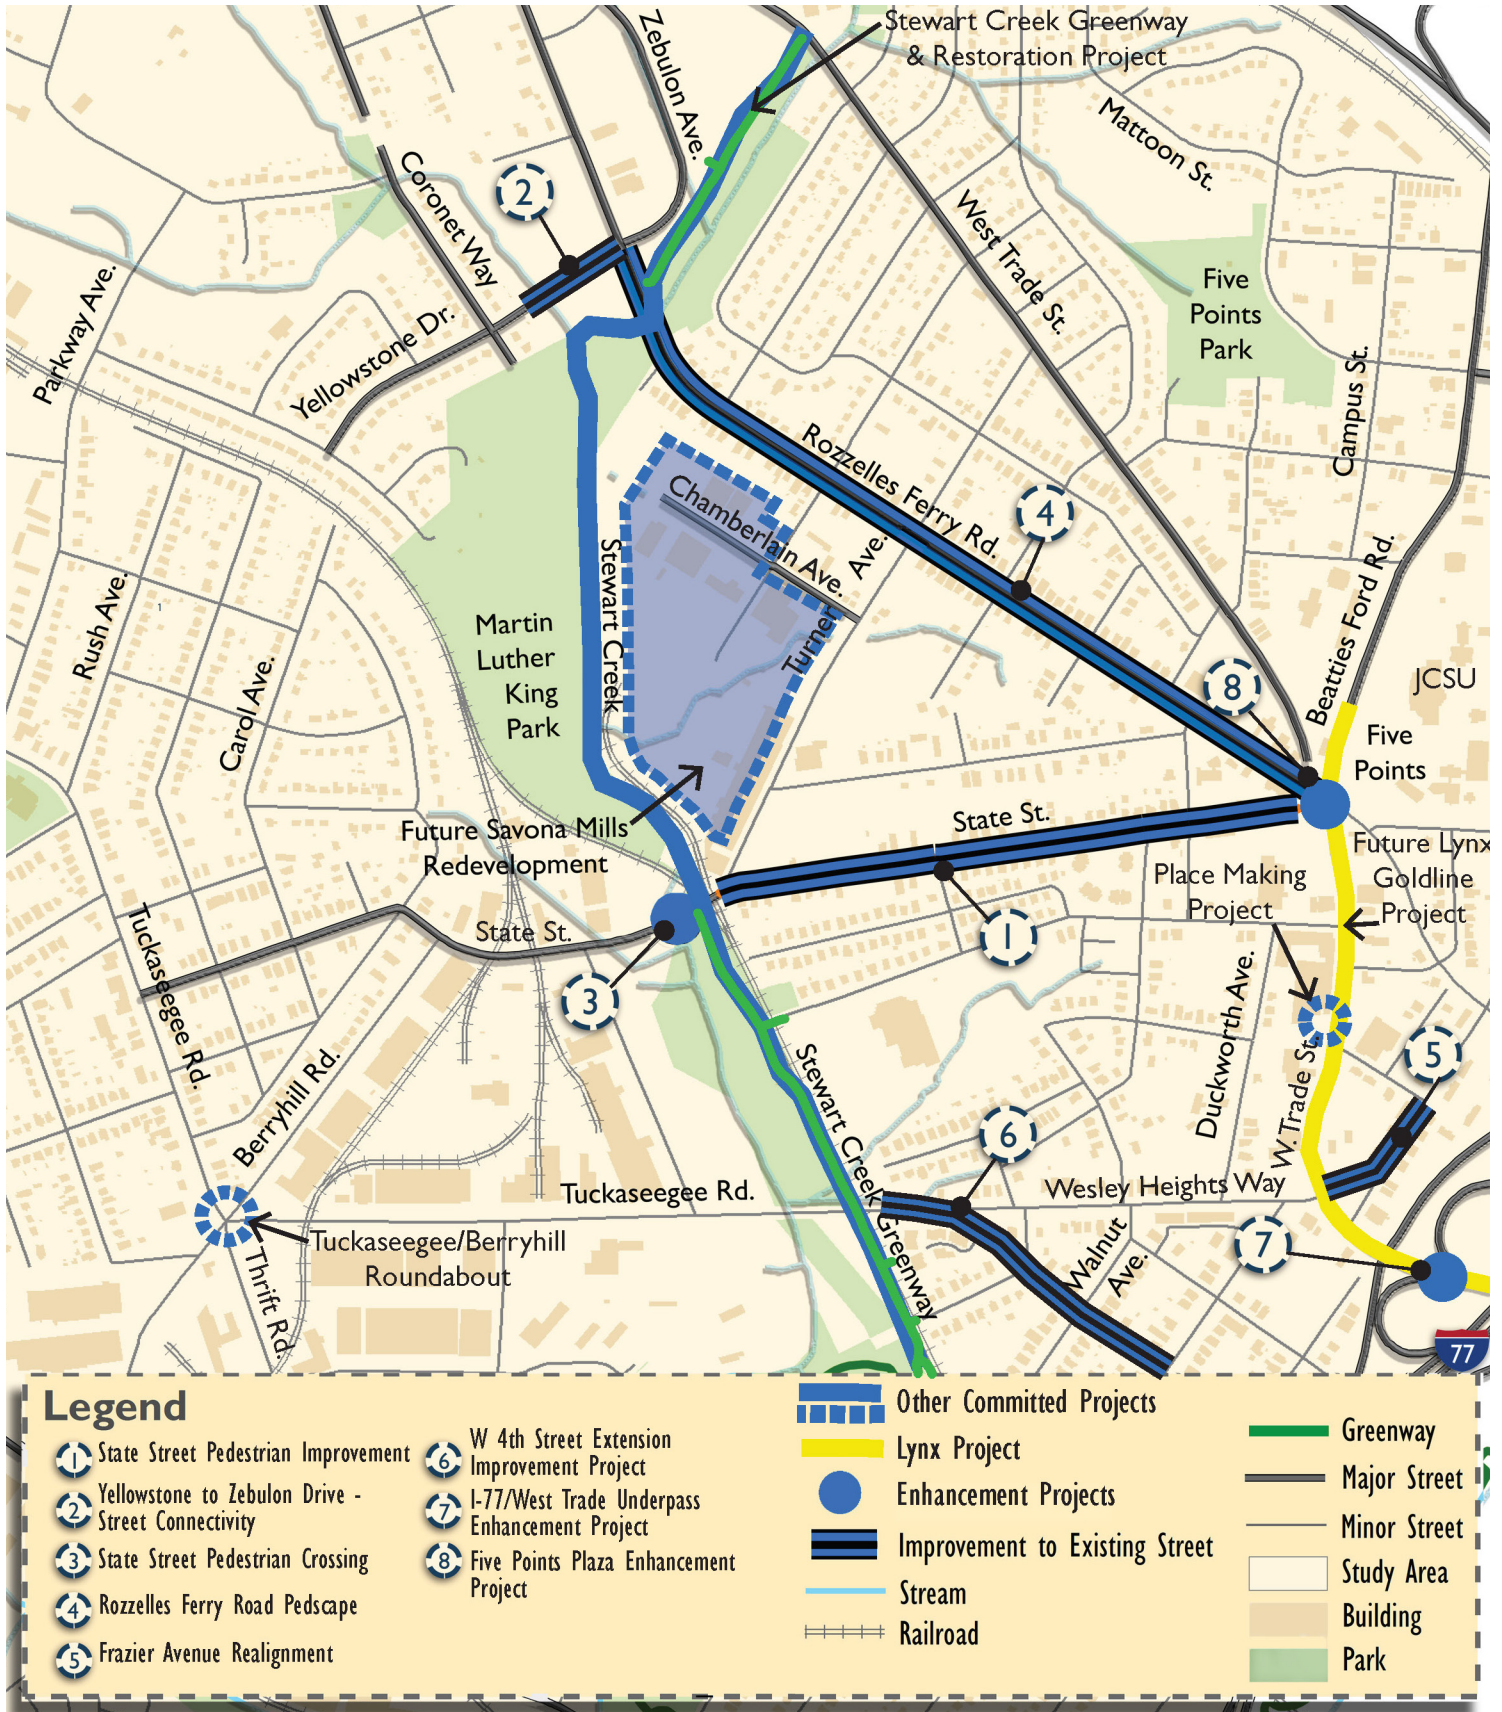 Stewart Creek Greenway
& Restoration Project
Zebulon Ave.
Mattoon St.
Coronet Way
2
West Trade St.
Five
Points
Park
Parkway Ave.
Yellowstone Dr.
Campus St.
Rozzelles Ferry Rd.
4
Chamberlain Ave.
Turner Ave.
Stewart Creek
Rush Ave.
1
Martin
Luther
King
Park
Carol Ave.
Beatties Ford Rd.
JCSU
8
Five
Points
State St.
Future Savona Mills
Redevelopment
Future Lynx
Goldline
Project
Place Making
Project
Tuckaseegee Rd.
State St.
1
3
Duckworth Ave.
W. Trade St.
5
Stewart Creek Greenway
Berryhill Rd.
6
Tuckaseegee Rd.
Wesley Heights Way
Tuckaseegee/Berryhill
Roundabout
Thrift Rd.
Walnut
Ave.
7
77
Legend
1 State Street Pedestrian Improvement
2 Yellowstone to Zebulon Drive -
Street Connectivity
3 State Street Pedestrian Crossing
4 Rozzelles Ferry Road Pedscape
5 Frazier Avenue Realignment
6 W 4th Street Extension
Improvement Project
7 I-77/West Trade Underpass
Enhancement Project
8 Five Points Plaza Enhancement
Project
Other Committed Projects
Lynx Project
Enhancement Projects
Improvement to Existing Street
Stream
Railroad
Greenway
Major Street
Minor Street
Study Area
Building
Park